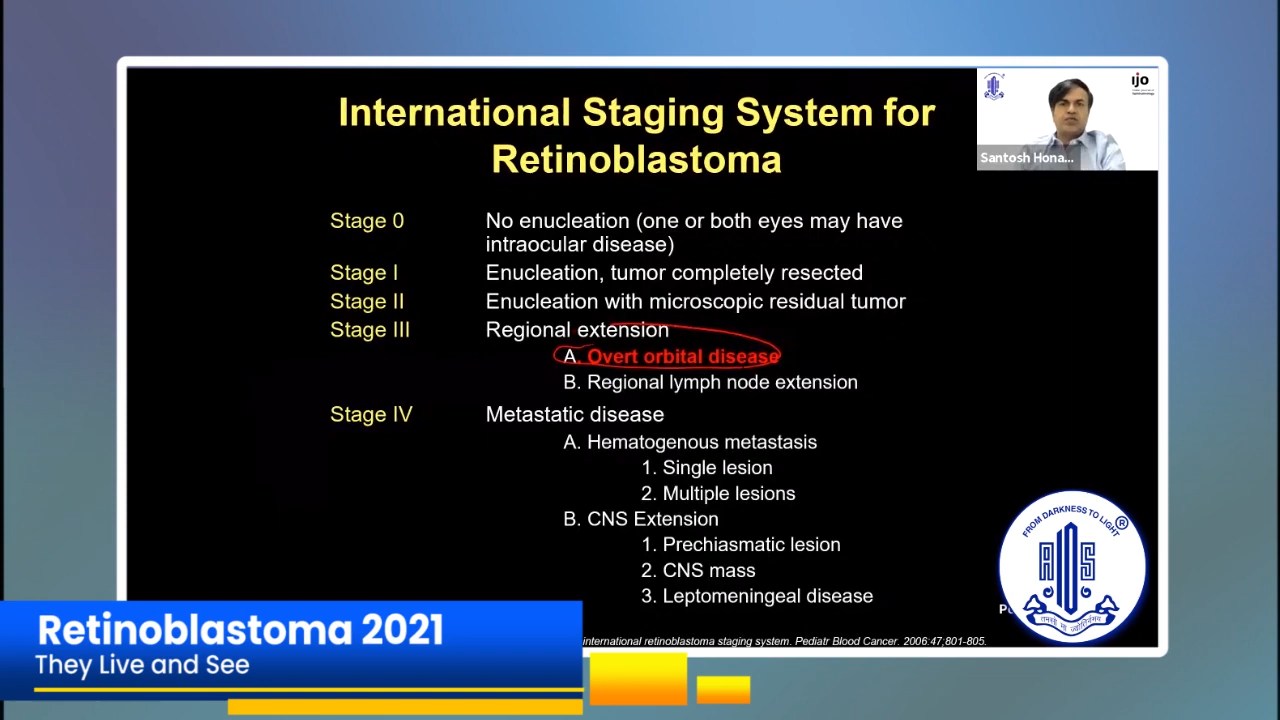 International Staging System for
Retinoblastoma
ijo
Santosh Hona...
Stage 0 No enucleation (one or both eyes may have
intraocular disease)
Stage I Enucleation, tumor completely resected
Stage II Enucleation with microscopic residual tumor
Stage III Regional extension
A. Overt orbital disease
B. Regional lymph node extension
Stage IV Metastatic disease
A. Hematogenous metastasis
1. Single lesion
2. Multiple lesions
B. CNS Extension
1. Prechiasmatic lesion
2. CNS mass
3. Leptomeningeal disease
FROM DARKNESS TO LIGHT
®
AIOS
तमसो मा ज्योतिर्गमय
international retinoblastoma staging system. Pediatr Blood Cancer. 2006:47,801-805.
Retinoblastoma 2021
They Live and See